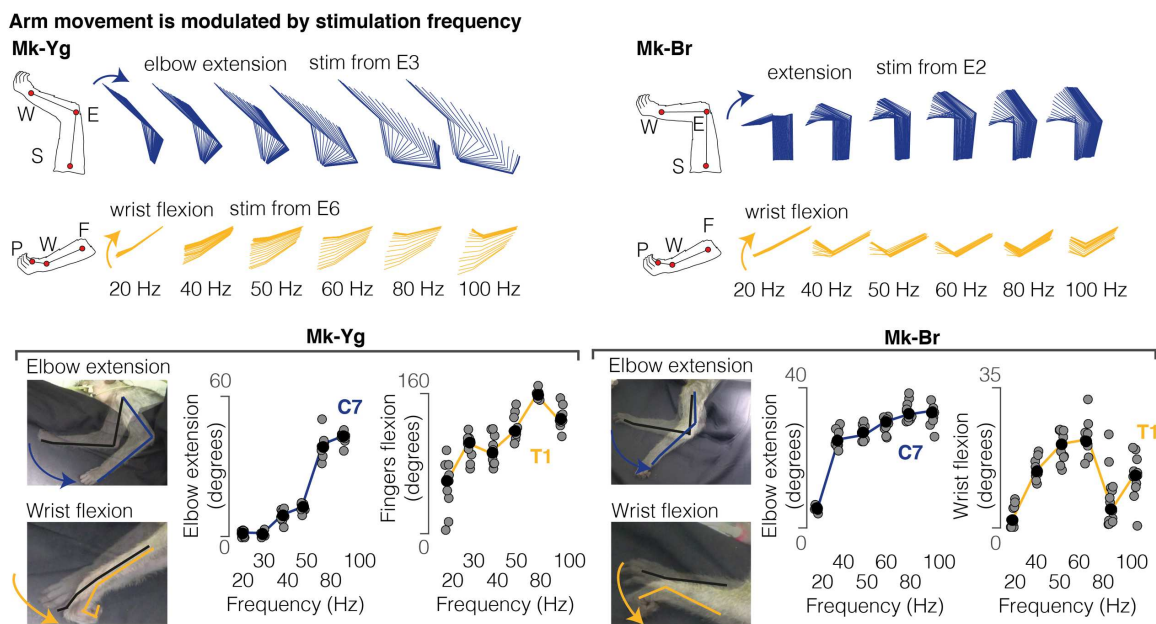 Arm movement is modulated by stimulation frequency
Mk-Yg
elbow extension stim from E3
W
E
S
wrist flexion stim from E6
P
W
F
20 Hz 40 Hz 50 Hz 60 Hz 80 Hz 100 Hz
Mk-Br
extension stim from E2
W
E
S
wrist flexion
P
W
F
20 Hz 40 Hz 50 Hz 60 Hz 80 Hz 100 Hz
Mk-Yg
Elbow extension
Wrist flexion
Elbow extension
(degrees)
60
0
C7
30 50 100
20 40 80
Frequency (Hz)
Fingers flexion
(degrees)
160
0
T1
30 50 100
20 40 80
Frequency (Hz)
Mk-Br
Elbow extension
Wrist flexion
Elbow extension
(degrees)
40
0
C7
40 60 100
20 50 80
Frequency (Hz)
Wrist flexion
(degrees)
35
0
T1
40 60 100
20 50 80
Frequency (Hz)